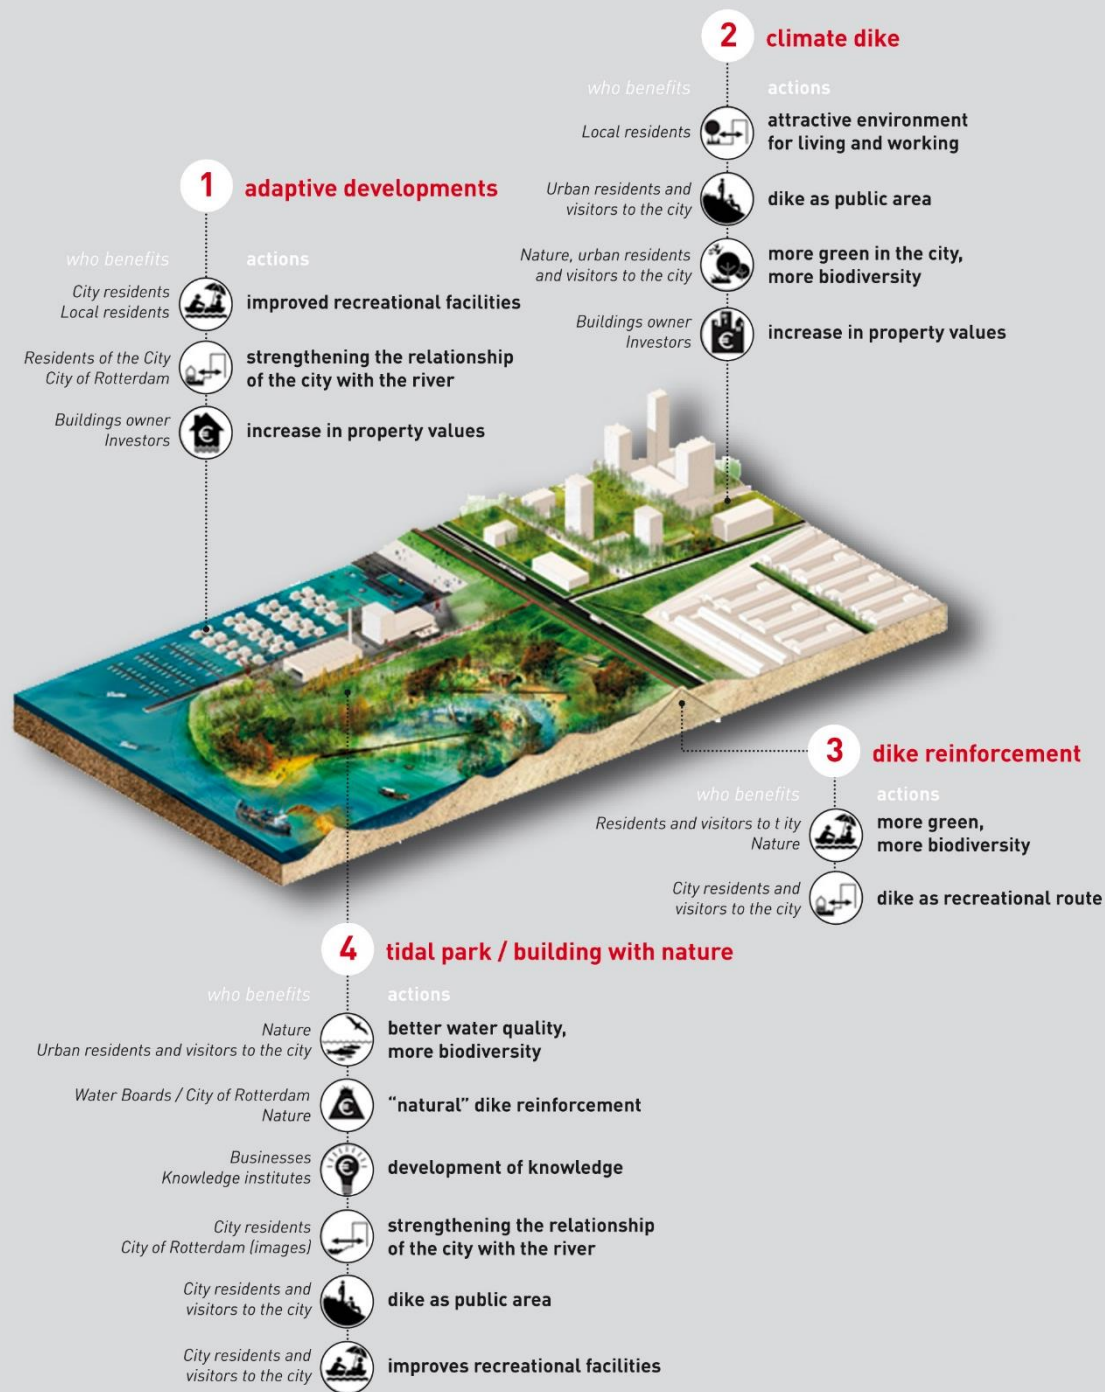 1 adaptive developments
who benefits actions
City residents
Local residents
improved recreational facilities
Residents of the City
City of Rotterdam
strengthening the relationship
of the city with the river
Buildings owner
Investors
increase in property values
2 climate dike
who benefits actions
Local residents
attractive environment
for living and working
Urban residents and
visitors to the city
dike as public area
Nature, urban residents
and visitors to the city
more green in the city,
more biodiversity
Buildings owner
Investors
increase in property values
3 dike reinforcement
who benefits actions
Residents and visitors to t ity
Nature
more green,
more biodiversity
City residents and
visitors to the city
dike as recreational route
4 tidal park / building with nature
who benefits actions
Nature
Urban residents and visitors to the city
better water quality,
more biodiversity
Water Boards / City of Rotterdam
Nature
“natural” dike reinforcement
Businesses
Knowledge institutes
development of knowledge
City residents
City of Rotterdam (images)
strengthening the relationship
of the city with the river
City residents and
visitors to the city
dike as public area
City residents and
visitors to the city
improves recreational facilities